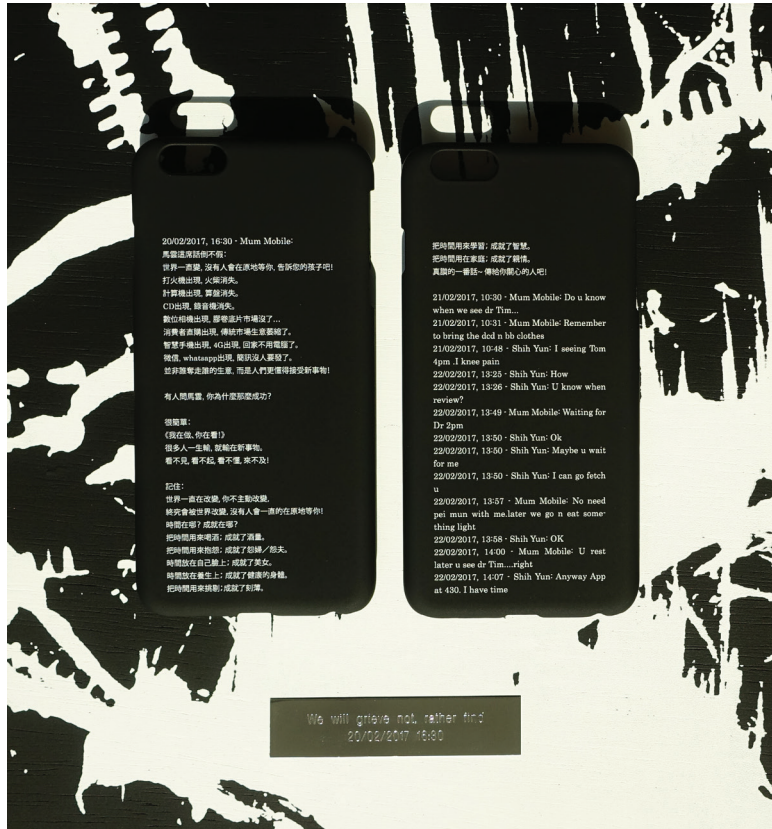 20/02/2017, 16:30 - Mum Mobile:
馬雲這席話倒不假：
世界一直變, 沒有人會在原地等你, 告訴您的孩子吧!
打火機出現, 火柴消失。
計算機出現, 算盤消失。
CD出現, 錄音機消失。
數位相機出現, 膠卷底片市場沒了...
消費者直購出現, 傳統市場生意萎縮了。
智慧手機出現, 4G出現, 回家不用電腦了。
微信, whatsapp出現, 簡訊沒人要發了。
並非誰奪走誰的生意, 而是人們更懂得接受新事物!
有人問馬雲, 你為什麼那麼成功?
很簡單：
《我在做、你在看!》
很多人一生輸, 就輸在新事物。
看不見, 看不起, 看不懂, 來不及!
記住：
世界一直在改變, 你不主動改變,
終究會被世界改變, 沒有人會一直的在原地等你!
時間在哪? 成就在哪?
把時間用來喝酒; 成就了酒量。
把時間用來抱怨; 成就了怨婦／怨夫。
時間放在自己臉上; 成就了美女。
時間放在養生上; 成就了健康的身體。
把時間用來挑剔; 成就了刻薄。
把時間用來學習; 成就了智慧。
把時間用在家庭; 成就了親情。
真讚的一番話~ 傳給你關心的人吧!
21/02/2017, 10:30 - Mum Mobile: Do u know
when we see dr Tim...
21/02/2017, 10:31 - Mum Mobile: Remember
to bring the dcd n bb clothes
21/02/2017, 10:48 - Shih Yun: I seeing Tom
4pm .I knee pain
22/02/2017, 13:25 - Shih Yun: How
22/02/2017, 13:26 - Shih Yun: U know when
review?
22/02/2017, 13:49 - Mum Mobile: Waiting for
Dr 2pm
22/02/2017, 13:50 - Shih Yun: Ok
22/02/2017, 13:50 - Shih Yun: Maybe u wait
for me
22/02/2017, 13:50 - Shih Yun: I can go fetch
u
22/02/2017, 13:57 - Mum Mobile: No need
pei mun with me.later we go n eat some-
thing light
22/02/2017, 13:58 - Shih Yun: OK
22/02/2017, 14:00 - Mum Mobile: U rest
later u see dr Tim....right
22/02/2017, 14:07 - Shih Yun: Anyway App
at 430. I have time
We will grieve not, rather find
20/02/2017 16:30